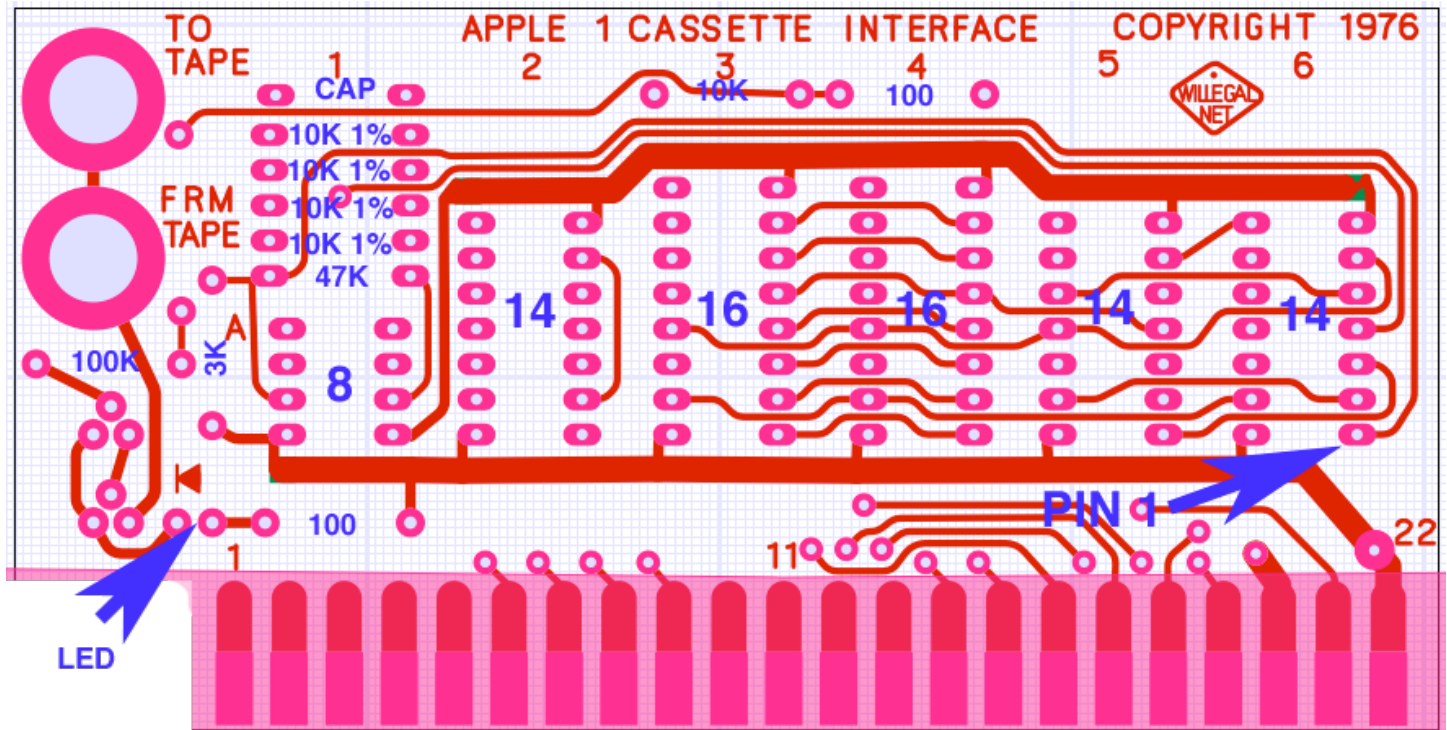 TO
TAPE
APPLE 1 CASSETTE INTERFACE
COPYRIGHT 1976
1
2
3
4
5
6
CAP
10K
100
WILLEGAL
NET
10K 1%
10K 1%
10K 1%
10K 1%
47K
FRM
TAPE
A
100K
3K
8
14
16
16
14
14
PIN 1
100
1
11
22
LED